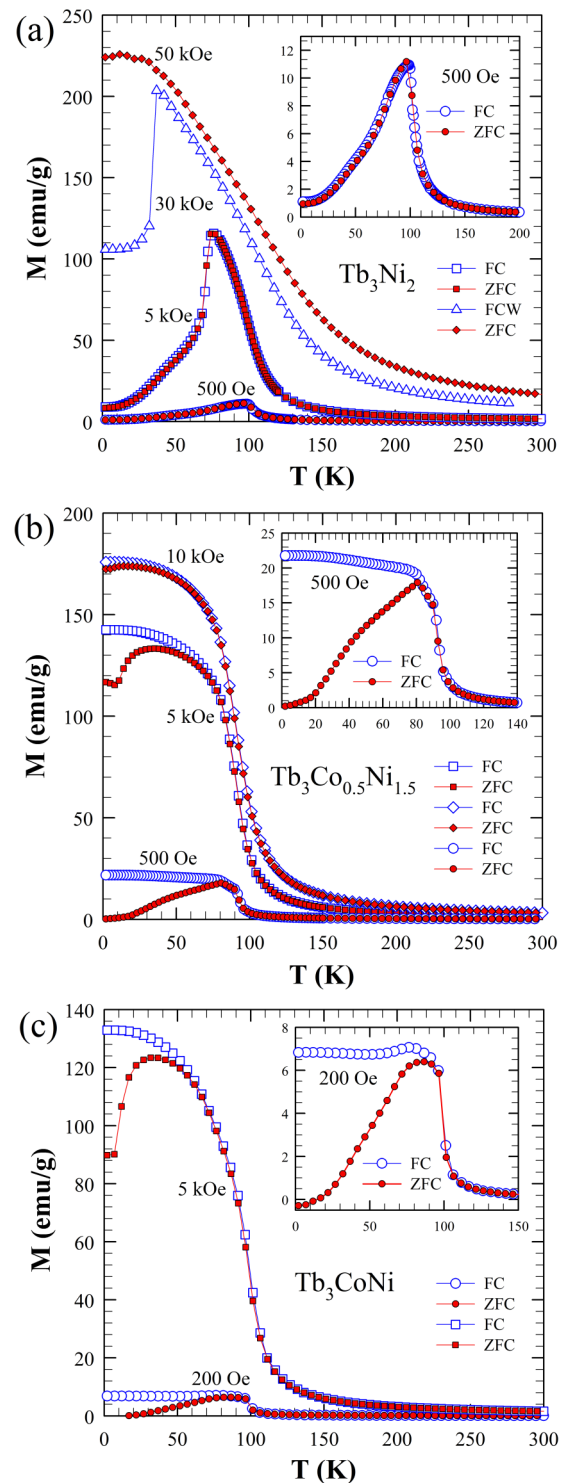 (a)
250
200
150
100
50
0
M (emu/g)
50 kOe
30 kOe
5 kOe
500 Oe
12
10
8
6
4
2
0
500 Oe
FC
ZFC
0 50 100 150 200
Tb3Ni2
FC
ZFC
FCW
ZFC
0 50 100 150 200 250 300
T (K)
(b)
200
150
100
50
0
M (emu/g)
10 kOe
5 kOe
500 Oe
25
20
15
10
5
0
500 Oe
FC
ZFC
0 20 40 60 80 100 120 140
Tb3Co0.5Ni1.5
FC
ZFC
FC
ZFC
FC
ZFC
0 50 100 150 200 250 300
T (K)
(c)
140
120
100
80
60
40
20
0
M (emu/g)
5 kOe
200 Oe
8
6
4
2
0
200 Oe
FC
ZFC
0 50 100 150
Tb3CoNi
FC
ZFC
FC
ZFC
0 50 100 150 200 250 300
T (K)